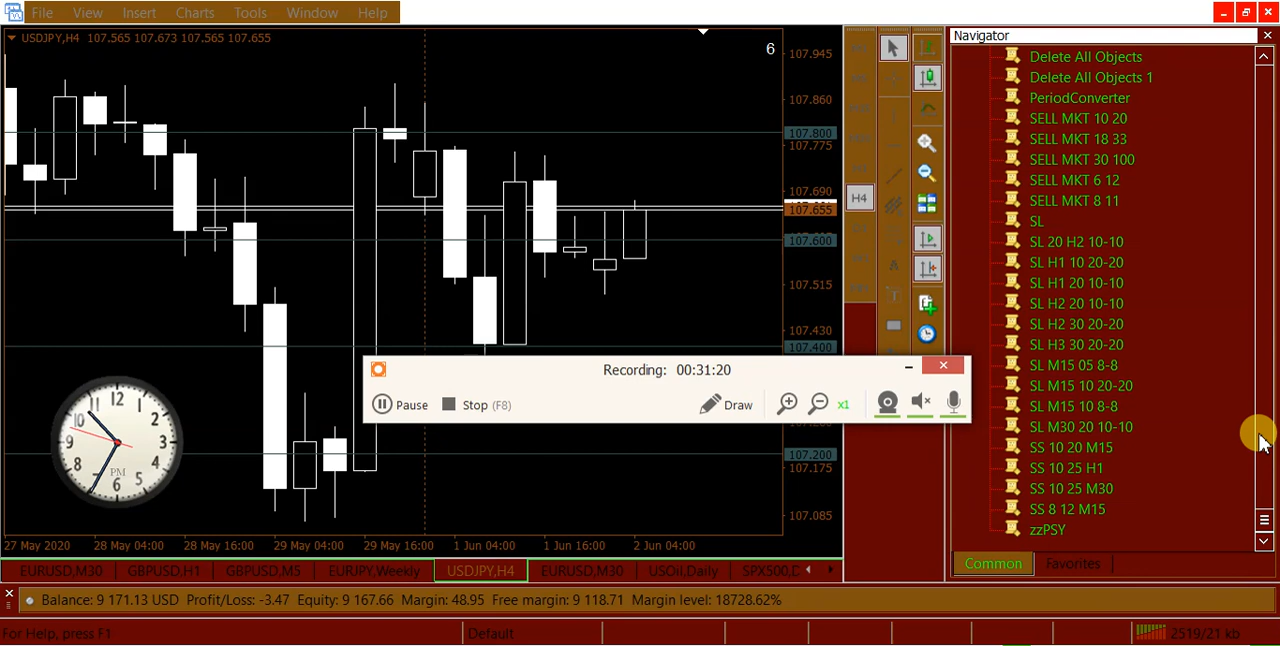 File View Insert Charts Tools Window Help
USDJPY,H4 107.565 107.673 107.565 107.655
6
107.945
107.860
107.800
107.775
107.690
107.655
107.600
107.515
107.430
107.400
107.200
107.175
107.085
27 May 2020 28 May 04:00 28 May 16:00 29 May 04:00 29 May 16:00 1 Jun 04:00 1 Jun 16:00 2 Jun 04:00
12
1
2
3
4
5
6
8
9
10
PM
H4
A
T
Recording: 00:31:20
Pause Stop (F8) Draw x1
Navigator
Delete All Objects
Delete All Objects 1
PeriodConverter
SELL MKT 10 20
SELL MKT 18 33
SELL MKT 30 100
SELL MKT 6 12
SELL MKT 8 11
SL
SL 20 H2 10-10
SL H1 10 20-20
SL H1 20 10-10
SL H2 20 10-10
SL H2 30 20-20
SL H3 30 20-20
SL M15 05 8-8
SL M15 10 20-20
SL M15 10 8-8
SL M30 20 10-10
SS 10 20 M15
SS 10 25 H1
SS 10 25 M30
SS 8 12 M15
zzPSY
Common Favorites
EURUSD,M30 GBPUSD,H1 GBPUSD,M5 EURJPY,Weekly USDJPY,H4 EURUSD,M30 USOil,Daily SPX500,D
Balance: 9 171.13 USD Profit/Loss: -3.47 Equity: 9 167.66 Margin: 48.95 Free margin: 9 118.71 Margin level: 18728.62%
For Help, press F1 Default 2519/21 kb